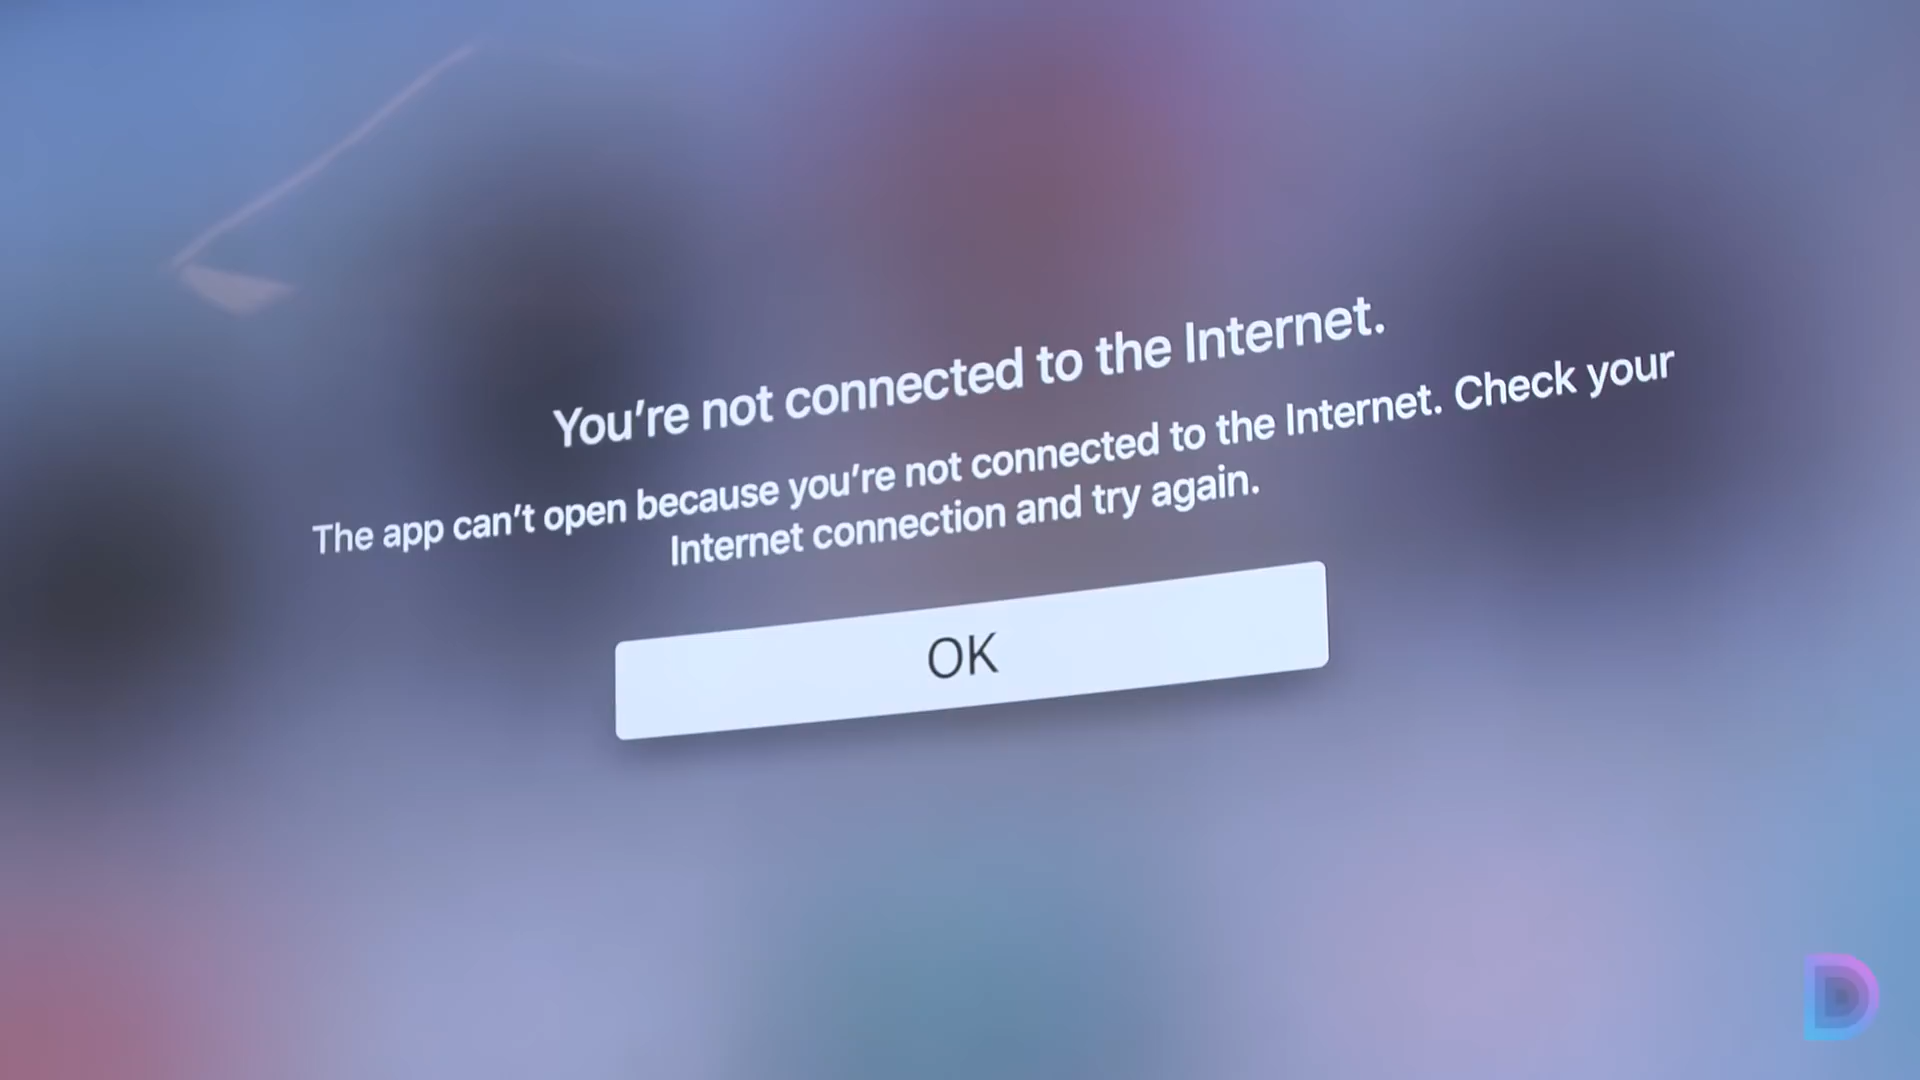 You’re not connected to the Internet.
The app can’t open because you’re not connected to the Internet. Check your
Internet connection and try again.
OK
D